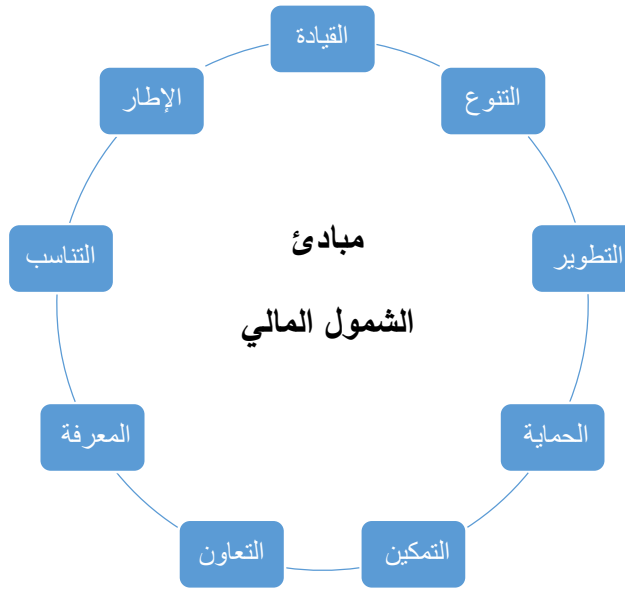 القيادة
التنوع
التطوير
الحماية
التمكين
التعاون
المعرفة
التناسب
الإطار
مبادئ
الشمول المالي